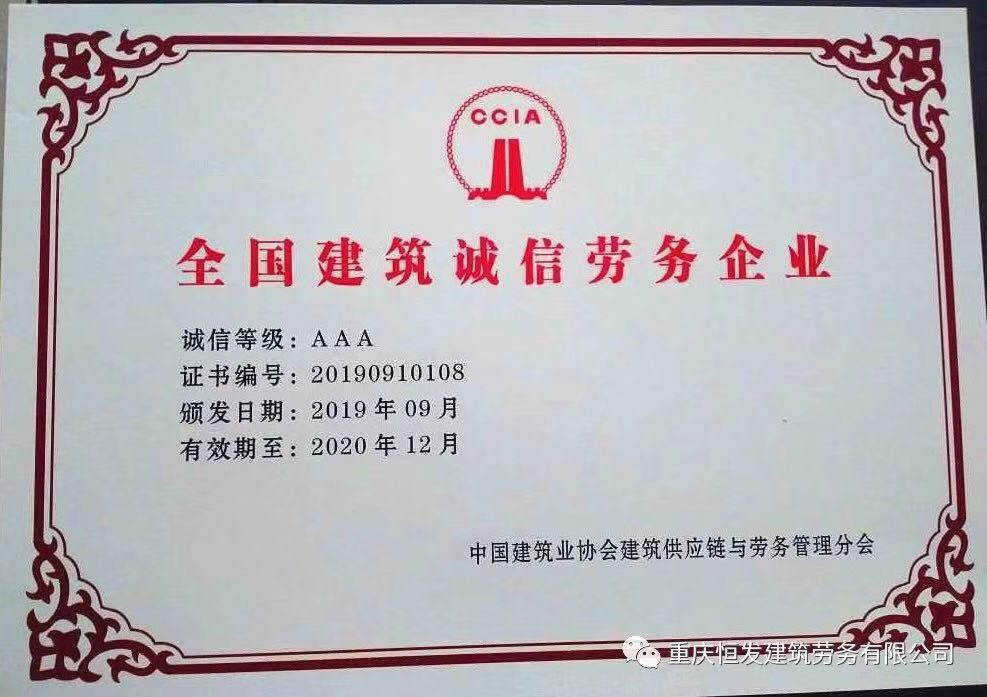 CCIA
全国建筑诚信劳务企业
诚信等级：AAA
证书编号：20190910108
颁发日期：2019年09月
有效期至：2020年12月
中国建筑业协会建筑供应链与劳务管理分会
重庆恒发建筑劳务有限公司